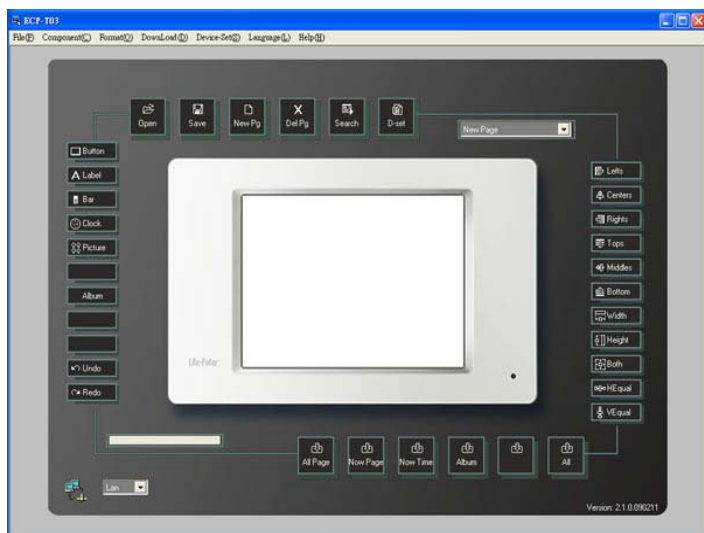 ECP-T03
File(F) Component(C) Format(O) DownLoad(D) Device-Set(S) Language(L) Help(H)
Open Save New Pg Del Pg Search D-set
New Page
Button
Label
Bar
Clock
Picture
Album
Undo
Redo
Lite-Puter
Lefts
Centers
Rights
Tops
Middles
Bottom
Width
Height
Both
HEqual
VEqual
All Page Now Page Now Time Album All
Lan
Version: 2.1.0.090211